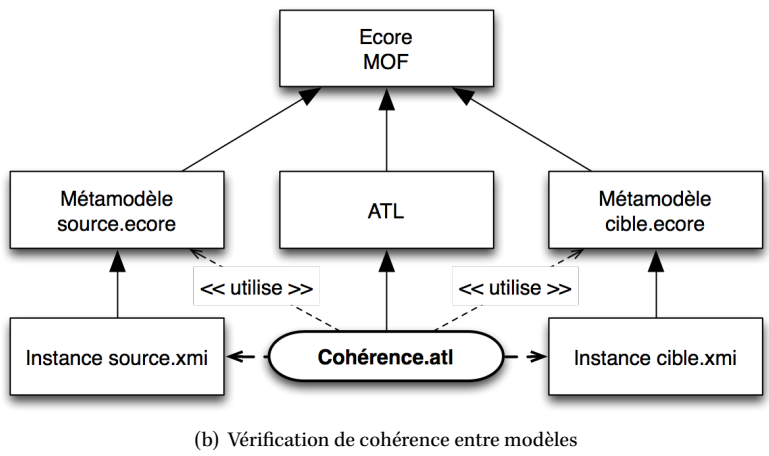 Ecore
MOF
Métamodèle
source.ecore
ATL
Métamodèle
cible.ecore
<< utilise >>
<< utilise >>
Instance source.xmi
Cohérence.atl
Instance cible.xmi
(b) Vérification de cohérence entre modèles